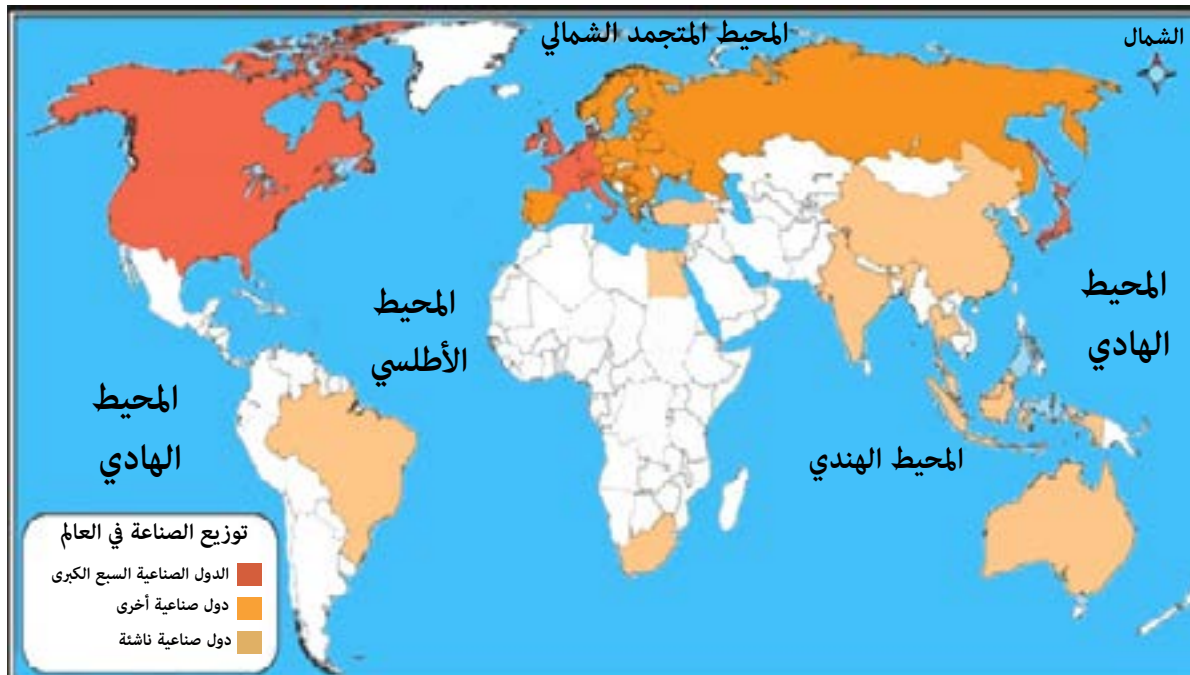 المحيط المتجمد الشمالي
الشمال
المحيط
الهادي
المحيط
الأطلسي
المحيط
الهادي
المحيط الهندي
توزيع الصناعة في العالم
الدول الصناعية السبع الكبرى
دول صناعية أخرى
دول صناعية ناشئة